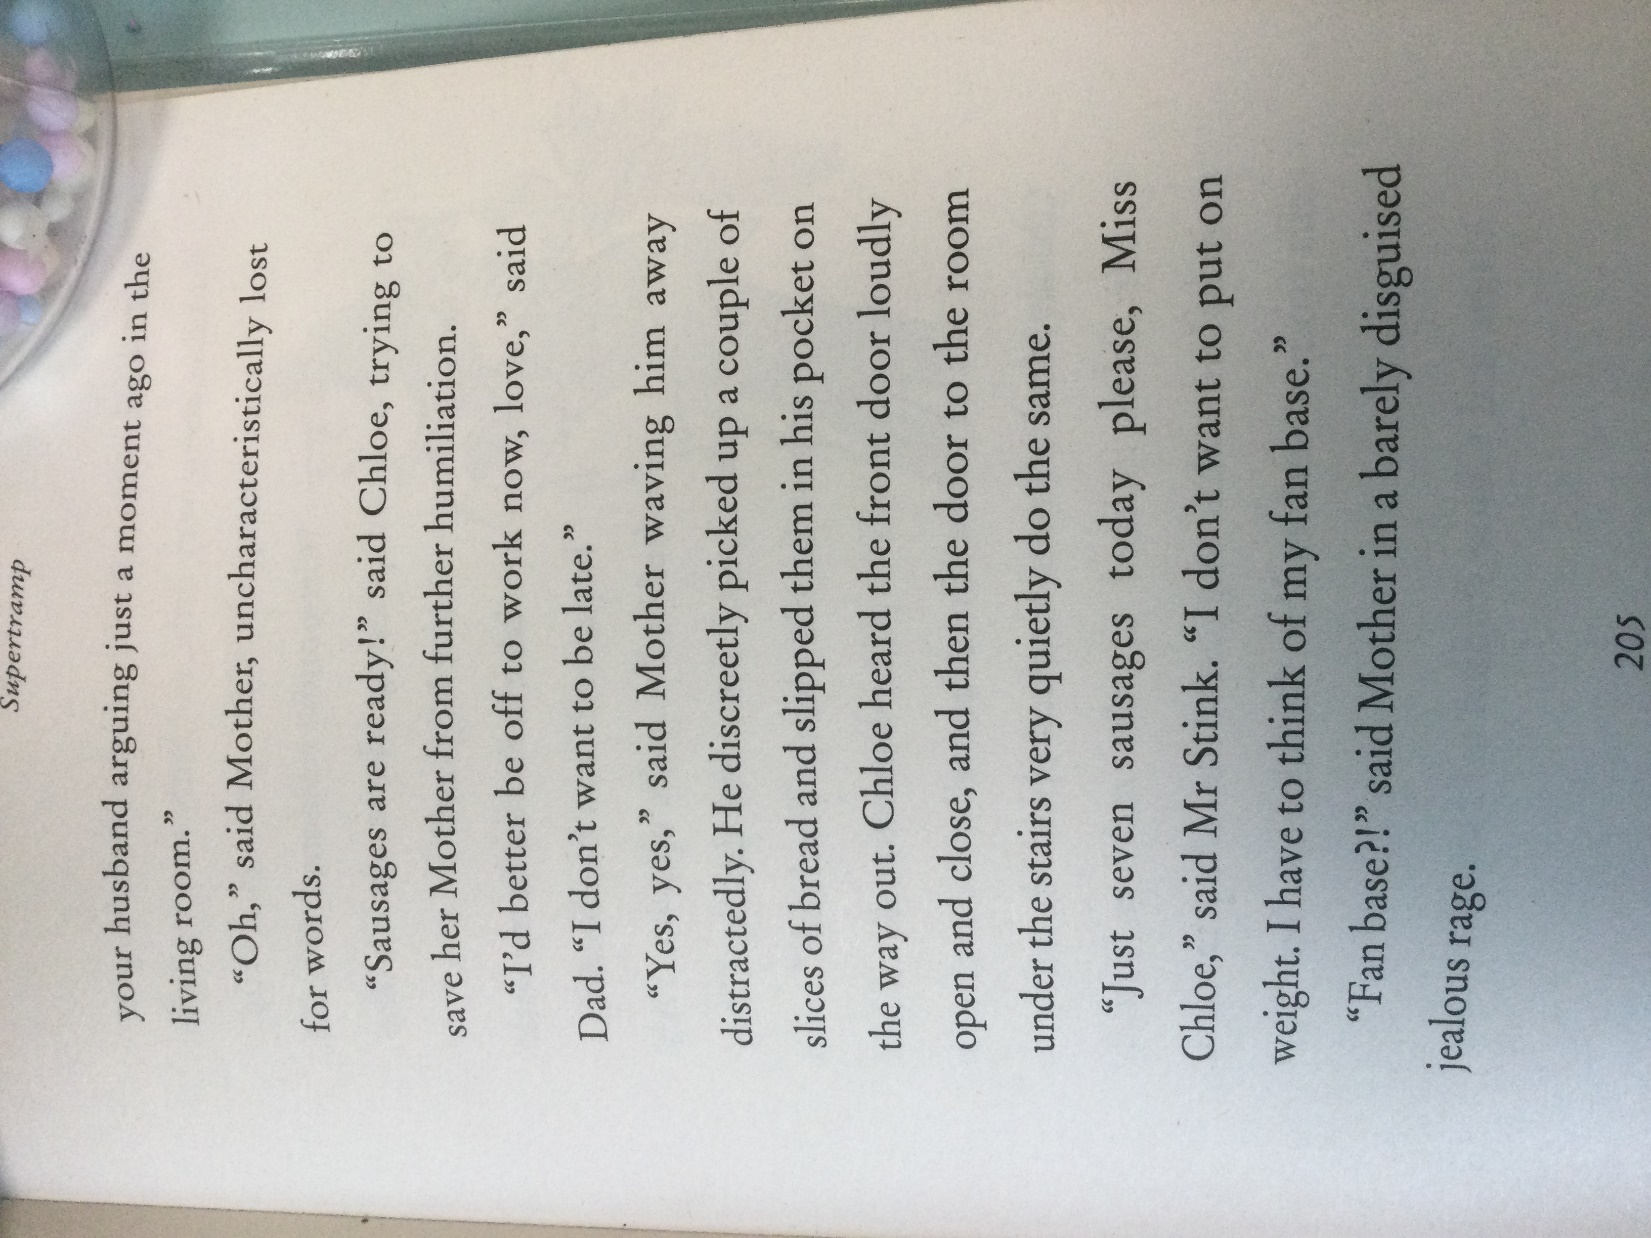 Supertramp
your husband arguing just a moment ago in the
living room.”
“Oh,” said Mother, uncharacteristically lost
for words.
“Sausages are ready!” said Chloe, trying to
save her Mother from further humiliation.
“I’d better be off to work now, love,” said
Dad. “I don’t want to be late.”
“Yes, yes,” said Mother waving him away
distractedly. He discreetly picked up a couple of
slices of bread and slipped them in his pocket on
the way out. Chloe heard the front door loudly
open and close, and then the door to the room
under the stairs very quietly do the same.
“Just seven sausages today please, Miss
Chloe,” said Mr Stink. “I don’t want to put on
weight. I have to think of my fan base.”
“Fan base?!” said Mother in a barely disguised
jealous rage.
205